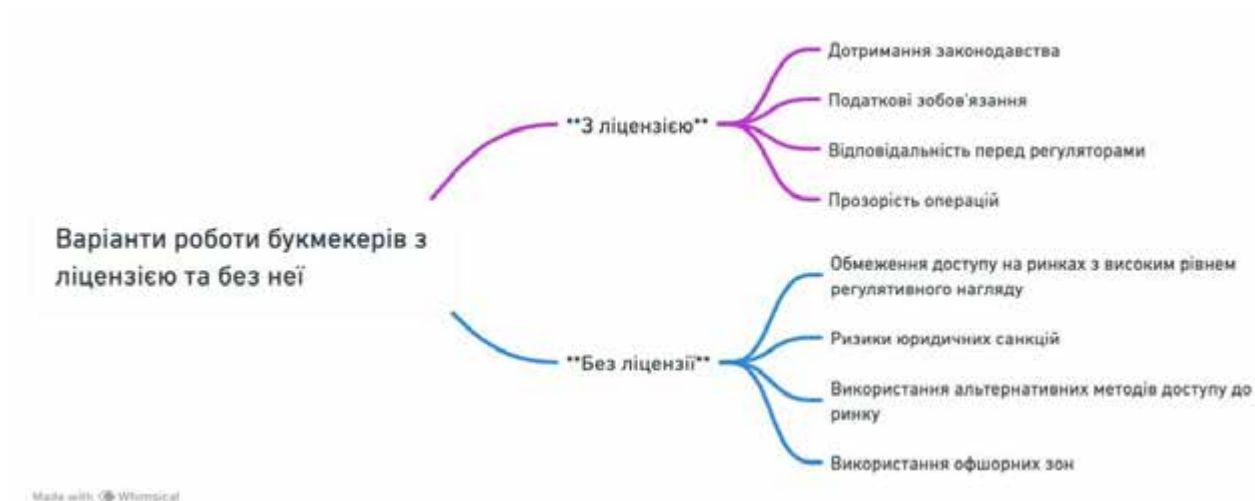 Варіанти роботи букмекерів з
ліцензією та без неї
**З ліцензією**
Дотримання законодавства
Податкові зобов'язання
Відповідальність перед регуляторами
Прозорість операцій
**Без ліцензії**
Обмеження доступу на ринках з високим рівнем
регулятивного нагляду
Ризики юридичних санкцій
Використання альтернативних методів доступу до
ринку
Використання офшорних зон
Made with Whimsical